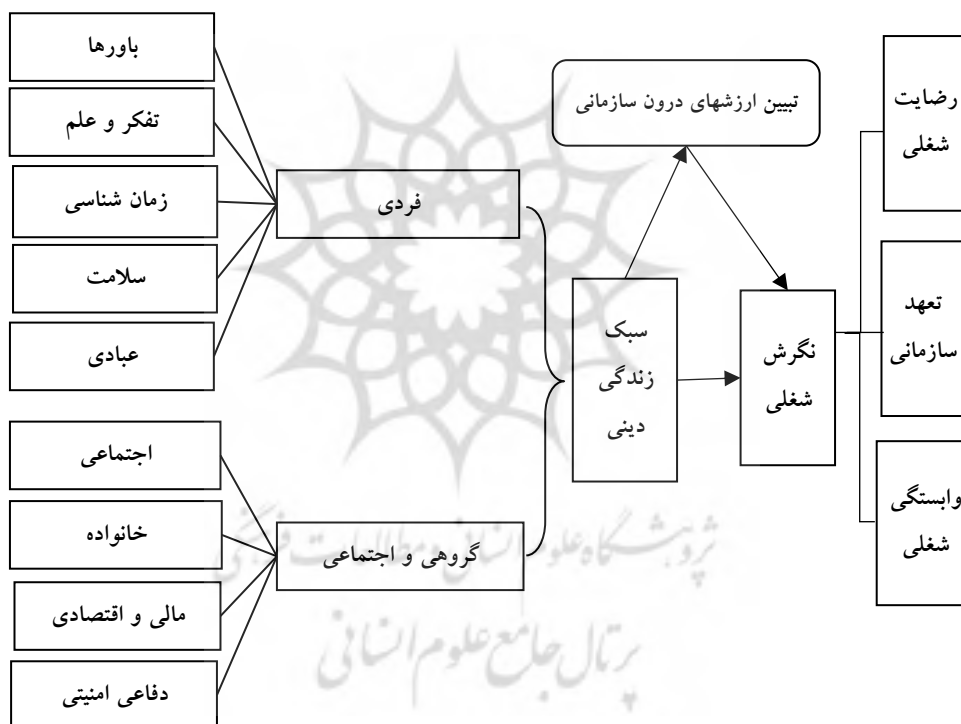 باورها
تفکر و علم
زمان شناسی
سلامت
عبادی
اجتماعی
خانواده
مالی و اقتصادی
دفاعی امنیتی
فردی
گروهی و اجتماعی
سبک
زندگی
دینی
تبیین ارزشهای درون سازمانی
نگرش
شغلی
رضایت
شغلی
تعهد
سازمانی
وابستگی
شغلی
پژوهشگاه علوم انسانی و مطالعات فرهنگی
پرتال جامع علوم انسانی